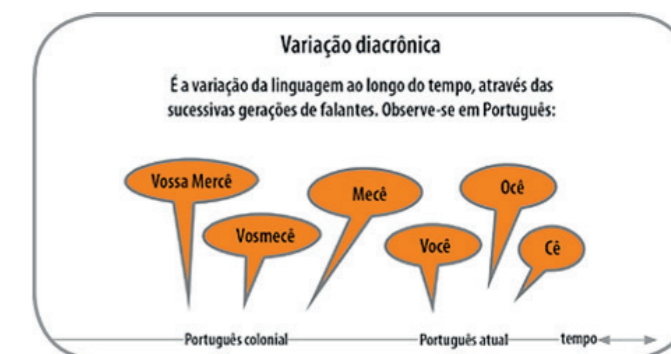 Variação diacrônica
É a variação da linguagem ao longo do tempo, através das
sucessivas gerações de falantes. Observe-se em Português:
Vossa Mercê
Vosmecê
Mecê
Você
Ocê
Cê
Português colonial
Português atual
tempo